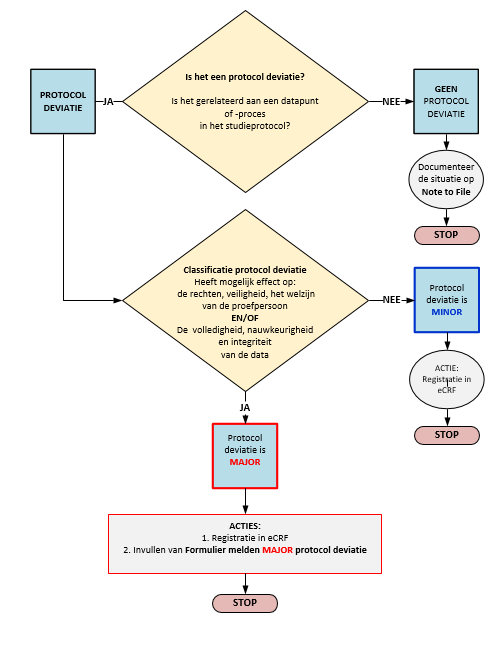 Is het een protocol deviatie?
Is het gerelateerd aan een datapunt
of -proces
in het studieprotocol?
JA
PROTOCOL
DEVIATIE
NEE
GEEN
PROTOCOL
DEVIATIE
Documenteer
de situatie op
Note to File
STOP
Classificatie protocol deviatie
Heeft mogelijk effect op:
de rechten, veiligheid, het welzijn
van de proefpersoon
EN/OF
De volledigheid, nauwkeurigheid
en integriteit
van de data
NEE
Protocol
deviatie is
MINOR
ACTIE:
Registratie in
eCRF
STOP
JA
Protocol
deviatie is
MAJOR
ACTIES:
1. Registratie in eCRF
2. Invullen van Formulier melden MAJOR protocol deviatie
STOP